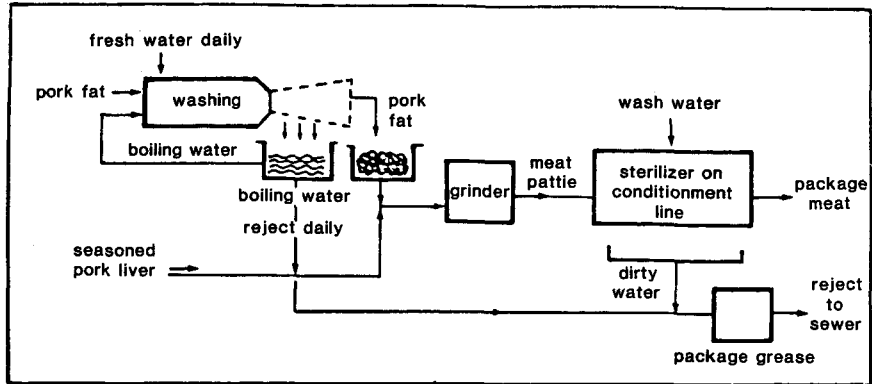 fresh water daily
pork fat
washing
pork
fat
boiling water
boiling water
reject daily
seasoned
pork liver
grinder
meat
pattie
wash water
sterilizer on
conditionment
line
package
meat
dirty
water
reject
to
sewer
package grease